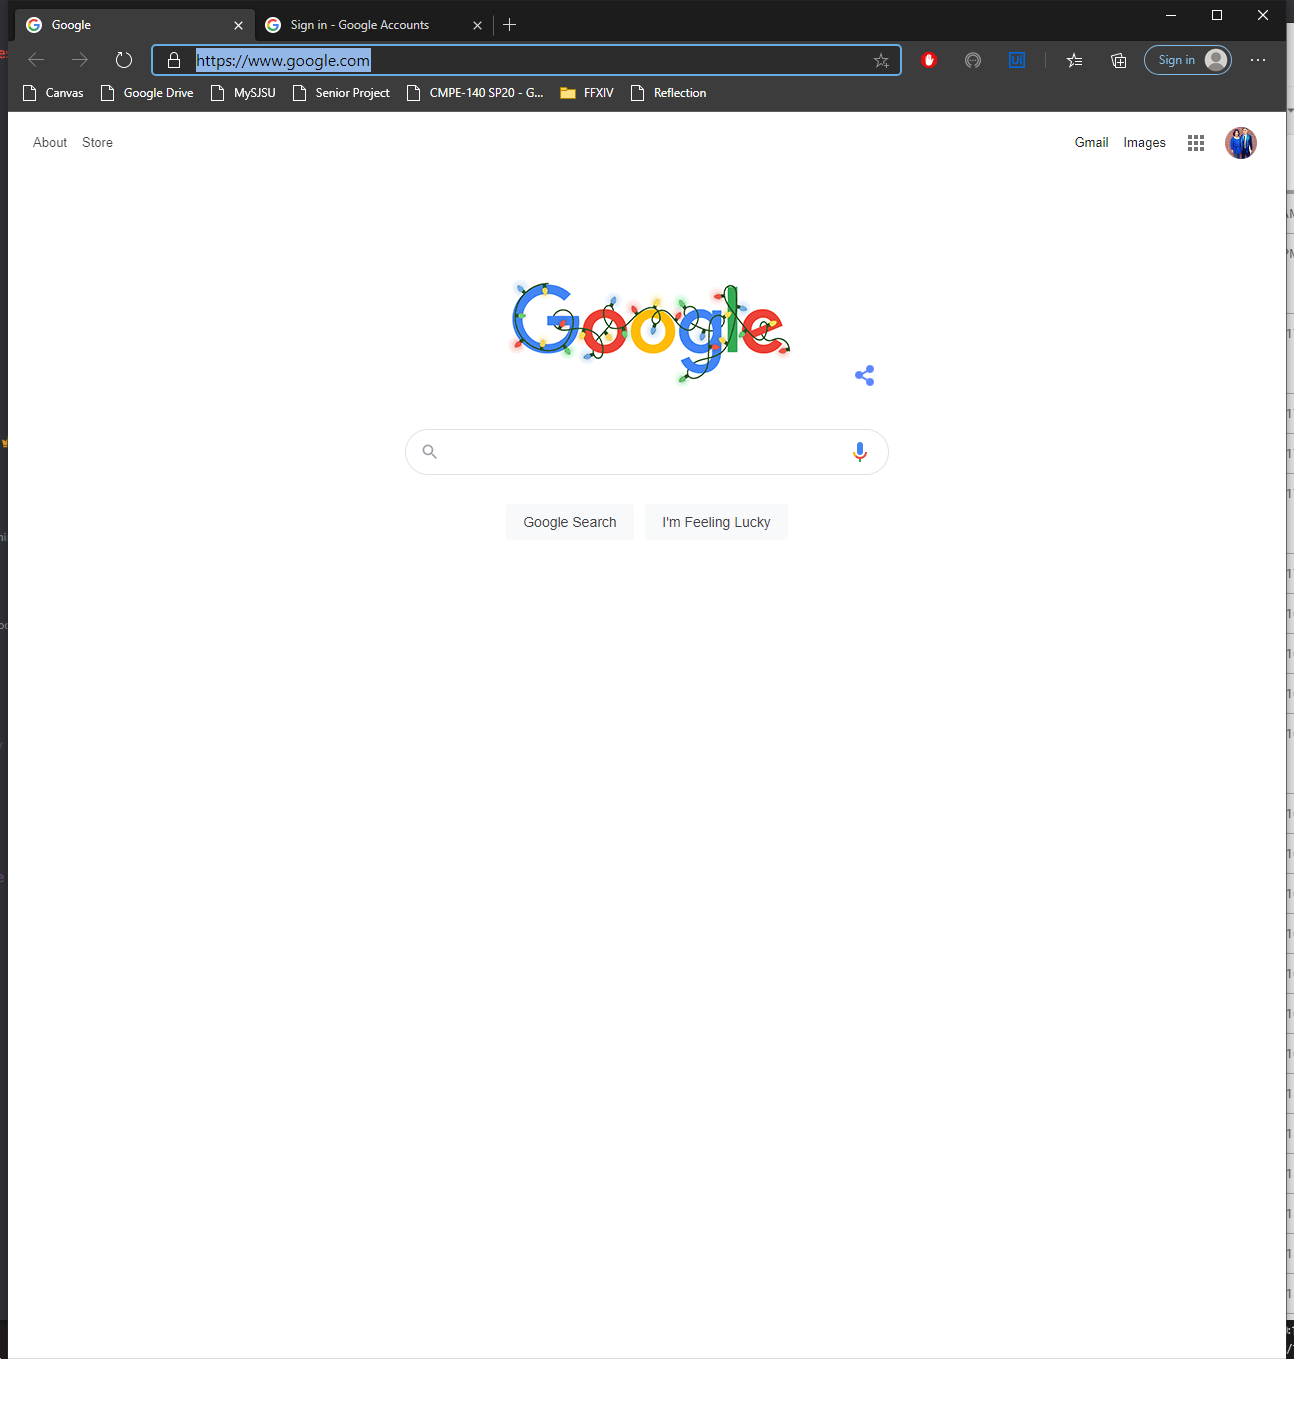 Google
Sign in - Google Accounts
https://www.google.com
UI
Sign in
Canvas
Google Drive
MySJSU
Senior Project
CMPE-140 SP20 - G...
FFXIV
Reflection
About
Store
Gmail
Images
Google
Google Search
I'm Feeling Lucky